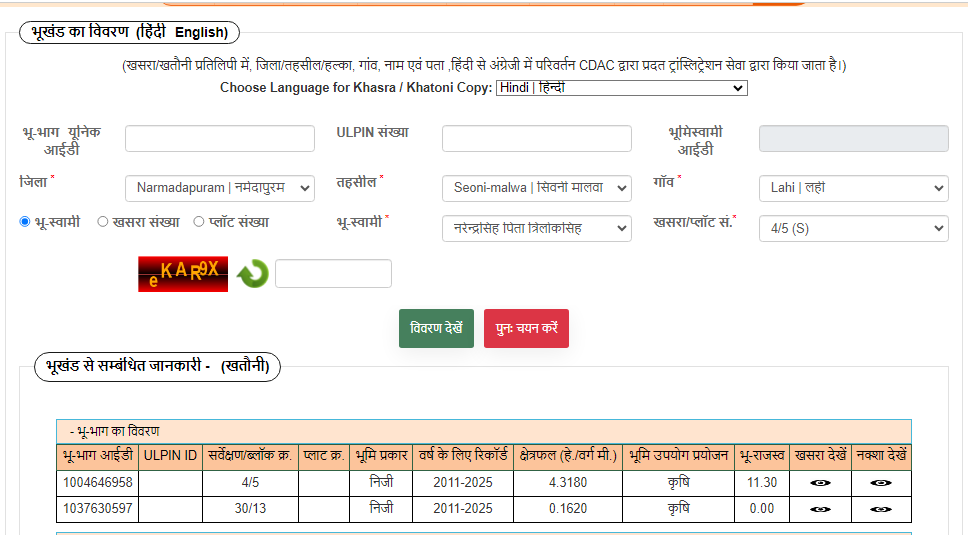 भूखंड का विवरण (हिंदी English)
(खसरा/खतौनी प्रतिलिपी में, जिला/तहसील/हल्का, गांव, नाम एवं पता ,हिंदी से अंग्रेजी में परिवर्तन CDAC द्वारा प्रदत ट्रांस्लिट्रेशन सेवा द्वारा किया जाता है।)
Choose Language for Khasra / Khatoni Copy: Hindi | हिन्दी
भू-भाग यूनिक आईडी ULPIN संख्या भूमिस्वामी आईडी
जिला * Narmadapuram | नर्मदापुरम तहसील * Seoni-malwa | सिवनी मालवा गाँव * Lahi | लही
भू-स्वामी खसरा संख्या प्लॉट संख्या भू-स्वामी * नरेन्द्रसिह पिता त्रिलोकसिह खसरा/प्लॉट सं.* 4/5 (S)
eKAR9X
विवरण देखें पुनः चयन करें
भूखंड से सम्बंधित जानकारी - (खतौनी)
- भू-भाग का विवरण
भू-भाग आईडी ULPIN ID सर्वेक्षण/ब्लॉक क्र. प्लाट क्र. भूमि प्रकार वर्ष के लिए रिकॉर्ड क्षेत्रफल (हे./वर्ग मी.) भूमि उपयोग प्रयोजन भू-राजस्व खसरा देखें नक्शा देखें
1004646958 4/5 निजी 2011-2025 4.3180 कृषि 11.30
1037630597 30/13 निजी 2011-2025 0.1620 कृषि 0.00